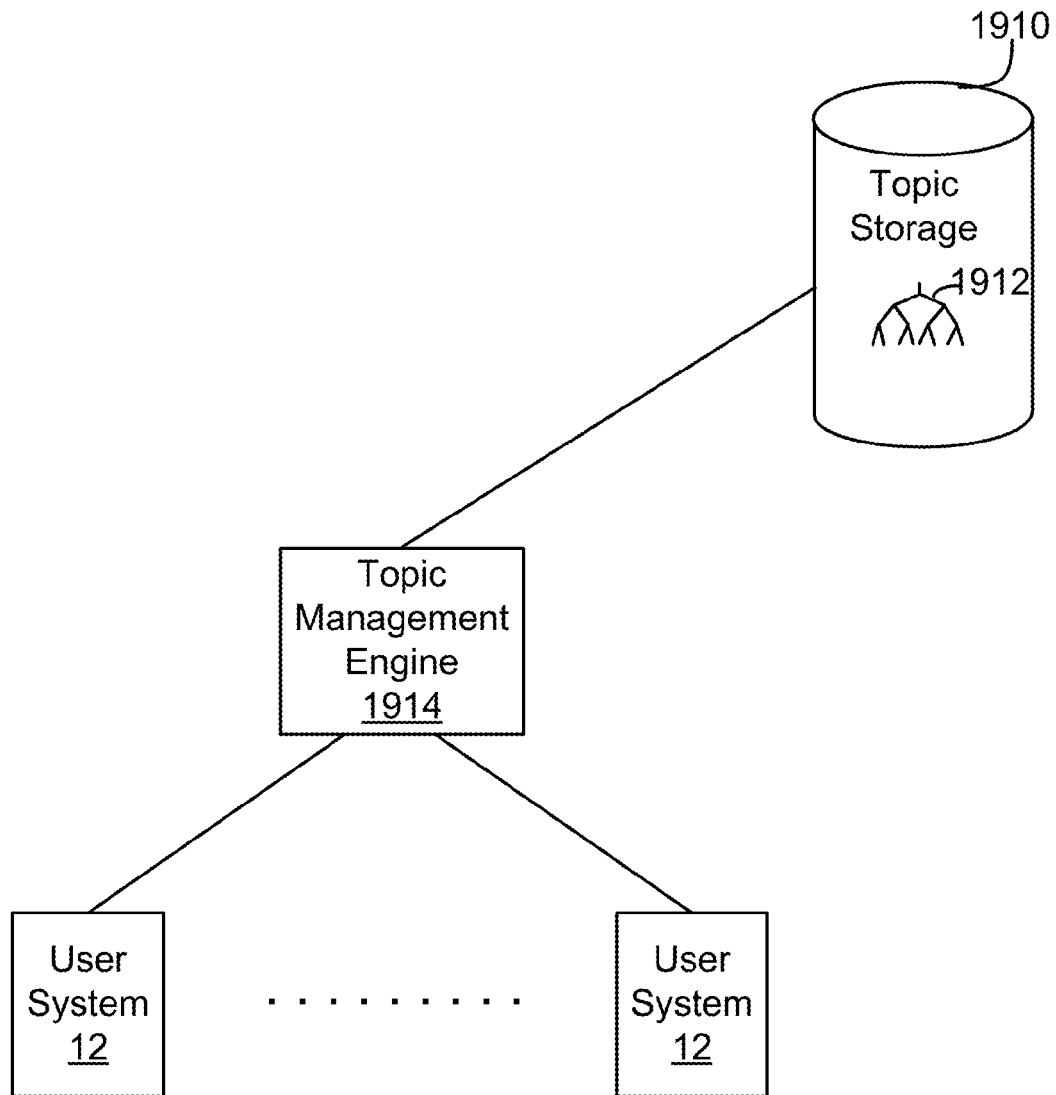 1910
Topic
Storage
1912
Topic
Management
Engine
1914
User
System
12
User
System
12